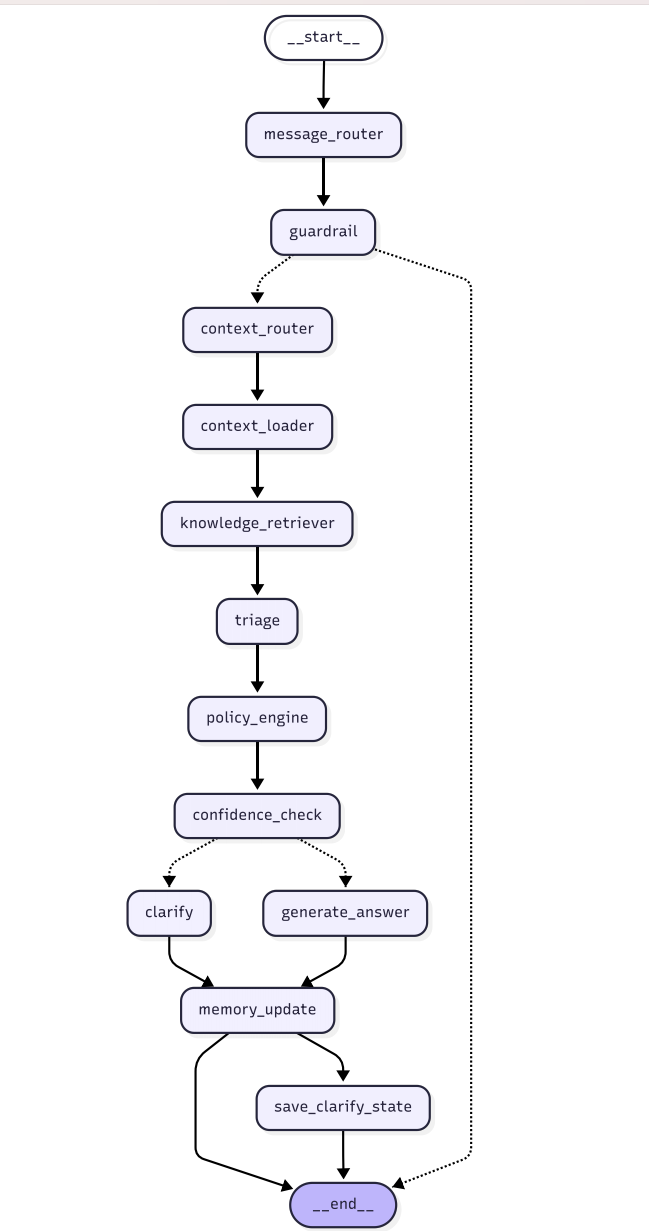 __start__
message_router
guardrail
context_router
context_loader
knowledge_retriever
triage
policy_engine
confidence_check
clarify
generate_answer
memory_update
save_clarify_state
__end__